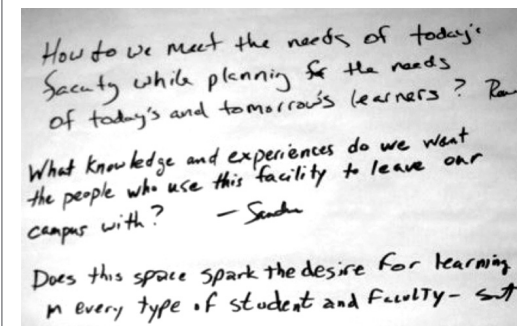 How do we meet the needs of today's
facuty while planning for the needs
of today's and tomorrow's learners?
What knowledge and experiences do we want
the people who use this facility to leave our
campus with? - Sandra
Does this space spark the desire for learning
in every type of student and Faculty -